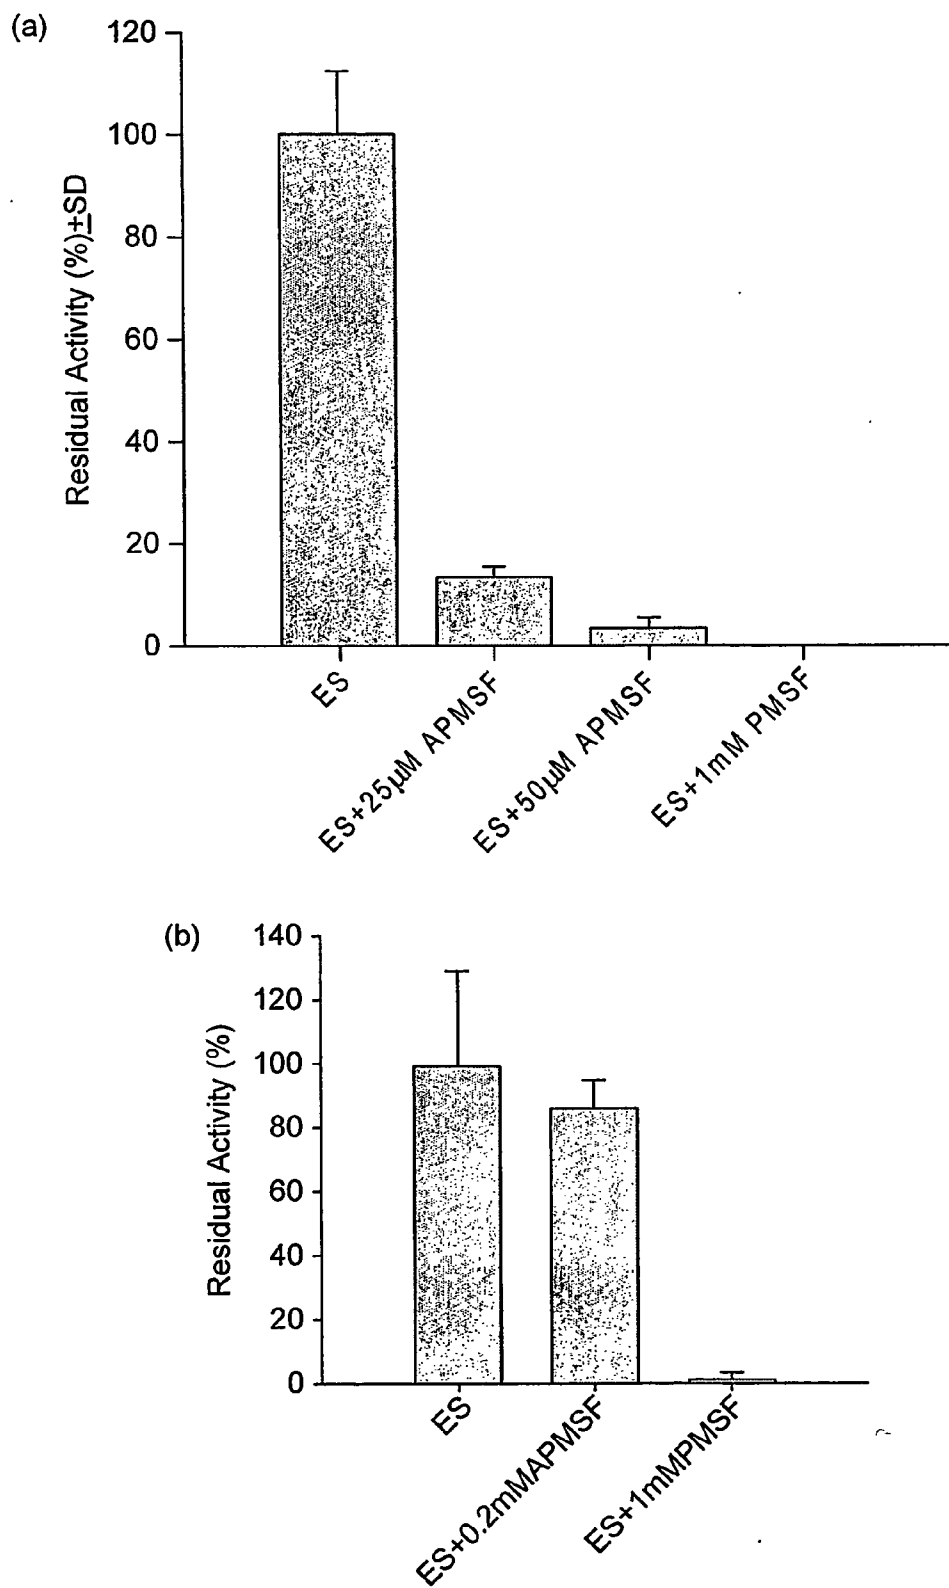 (a)
120
100
80
60
40
20
0
Residual Activity (%)±SD
ES
ES+25µM APMSF
ES+50µM APMSF
ES+1mM PMSF
(b)
140
120
100
80
60
40
20
0
Residual Activity (%)
ES
ES+0.2mMAPMSF
ES+1mMPMSF